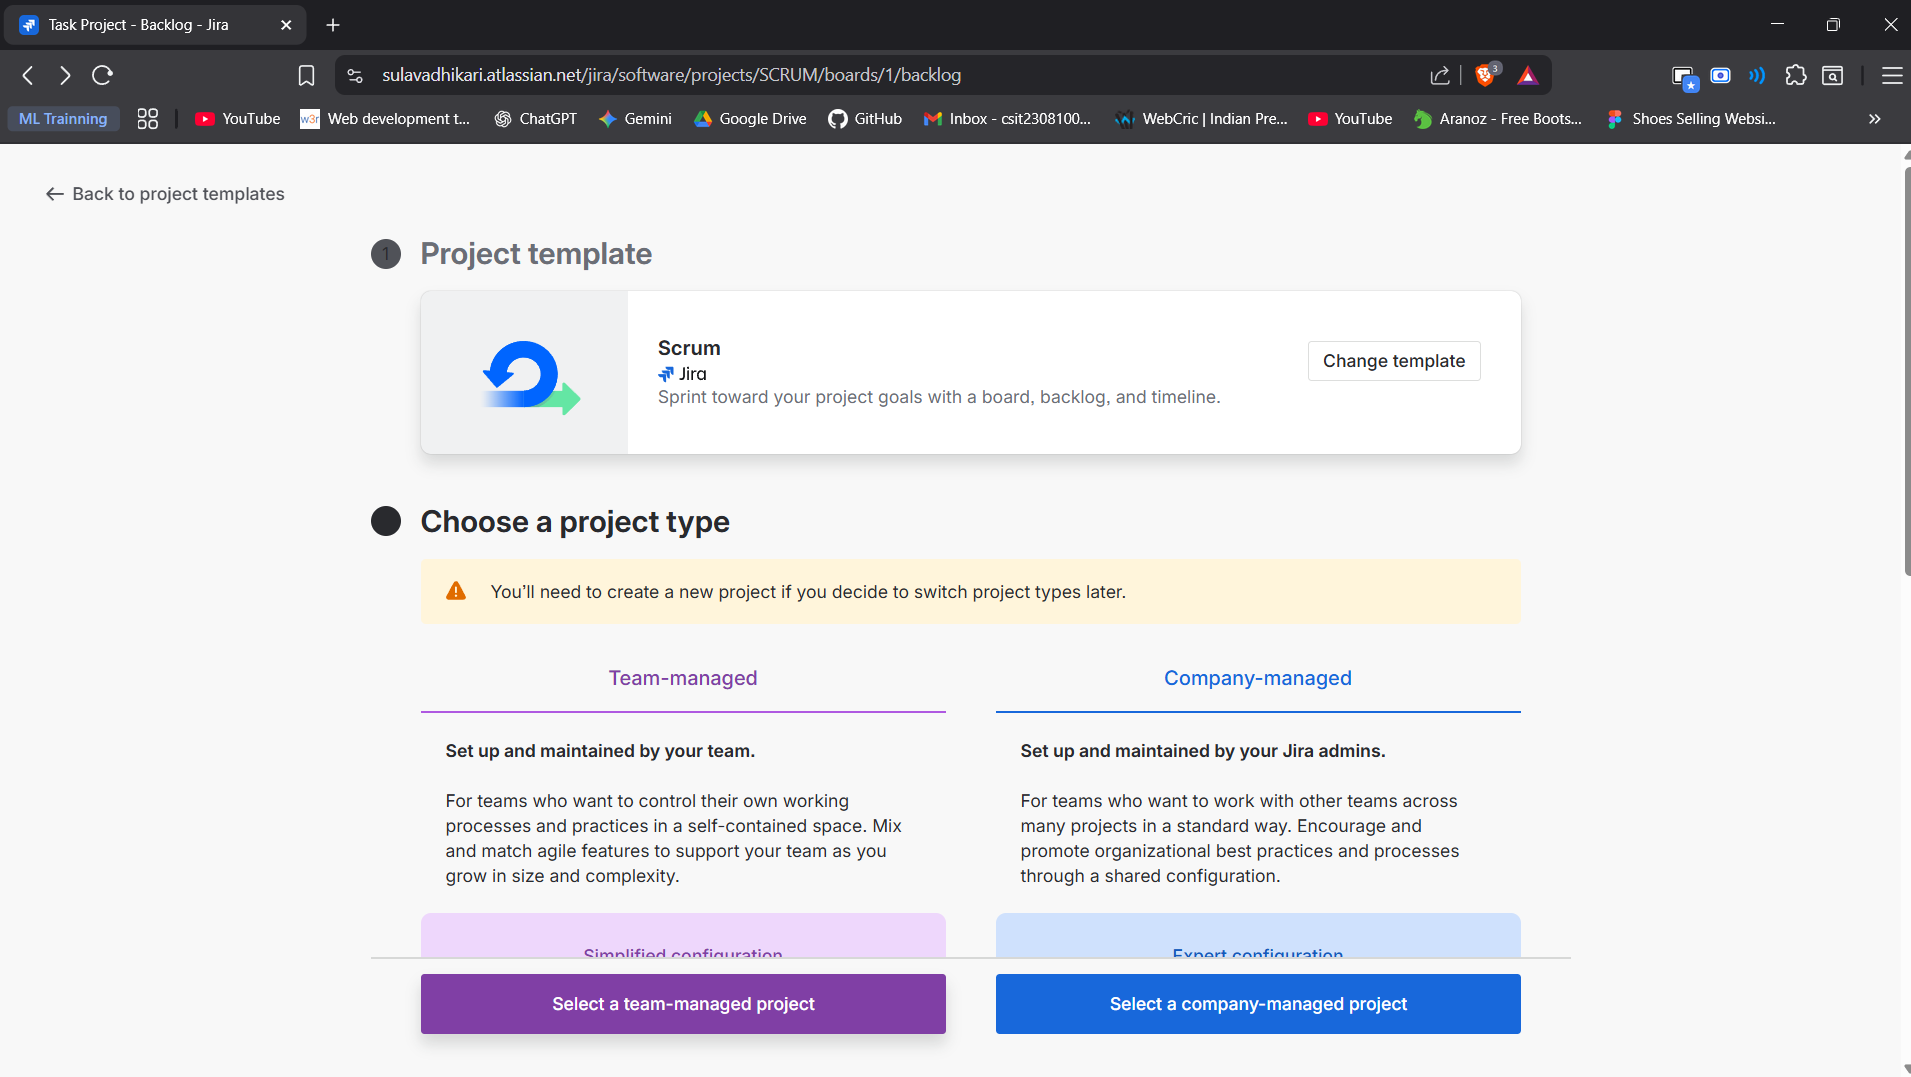 Task Project - Backlog - Jira
sulavadhikari.atlassian.net/jira/software/projects/SCRUM/boards/1/backlog
3
ML Trainning
YouTube
w3r
Web development t...
ChatGPT
Gemini
Google Drive
GitHub
Inbox - csit2308100...
WebCric | Indian Pre...
YouTube
Aranoz - Free Boots...
Shoes Selling Websi...
Back to project templates
1
Project template
Scrum
Jira
Sprint toward your project goals with a board, backlog, and timeline.
Change template
Choose a project type
You’ll need to create a new project if you decide to switch project types later.
Team-managed
Set up and maintained by your team.
For teams who want to control their own working
processes and practices in a self-contained space. Mix
and match agile features to support your team as you
grow in size and complexity.
Simplified configuration
Select a team-managed project
Company-managed
Set up and maintained by your Jira admins.
For teams who want to work with other teams across
many projects in a standard way. Encourage and
promote organizational best practices and processes
through a shared configuration.
Expert configuration
Select a company-managed project